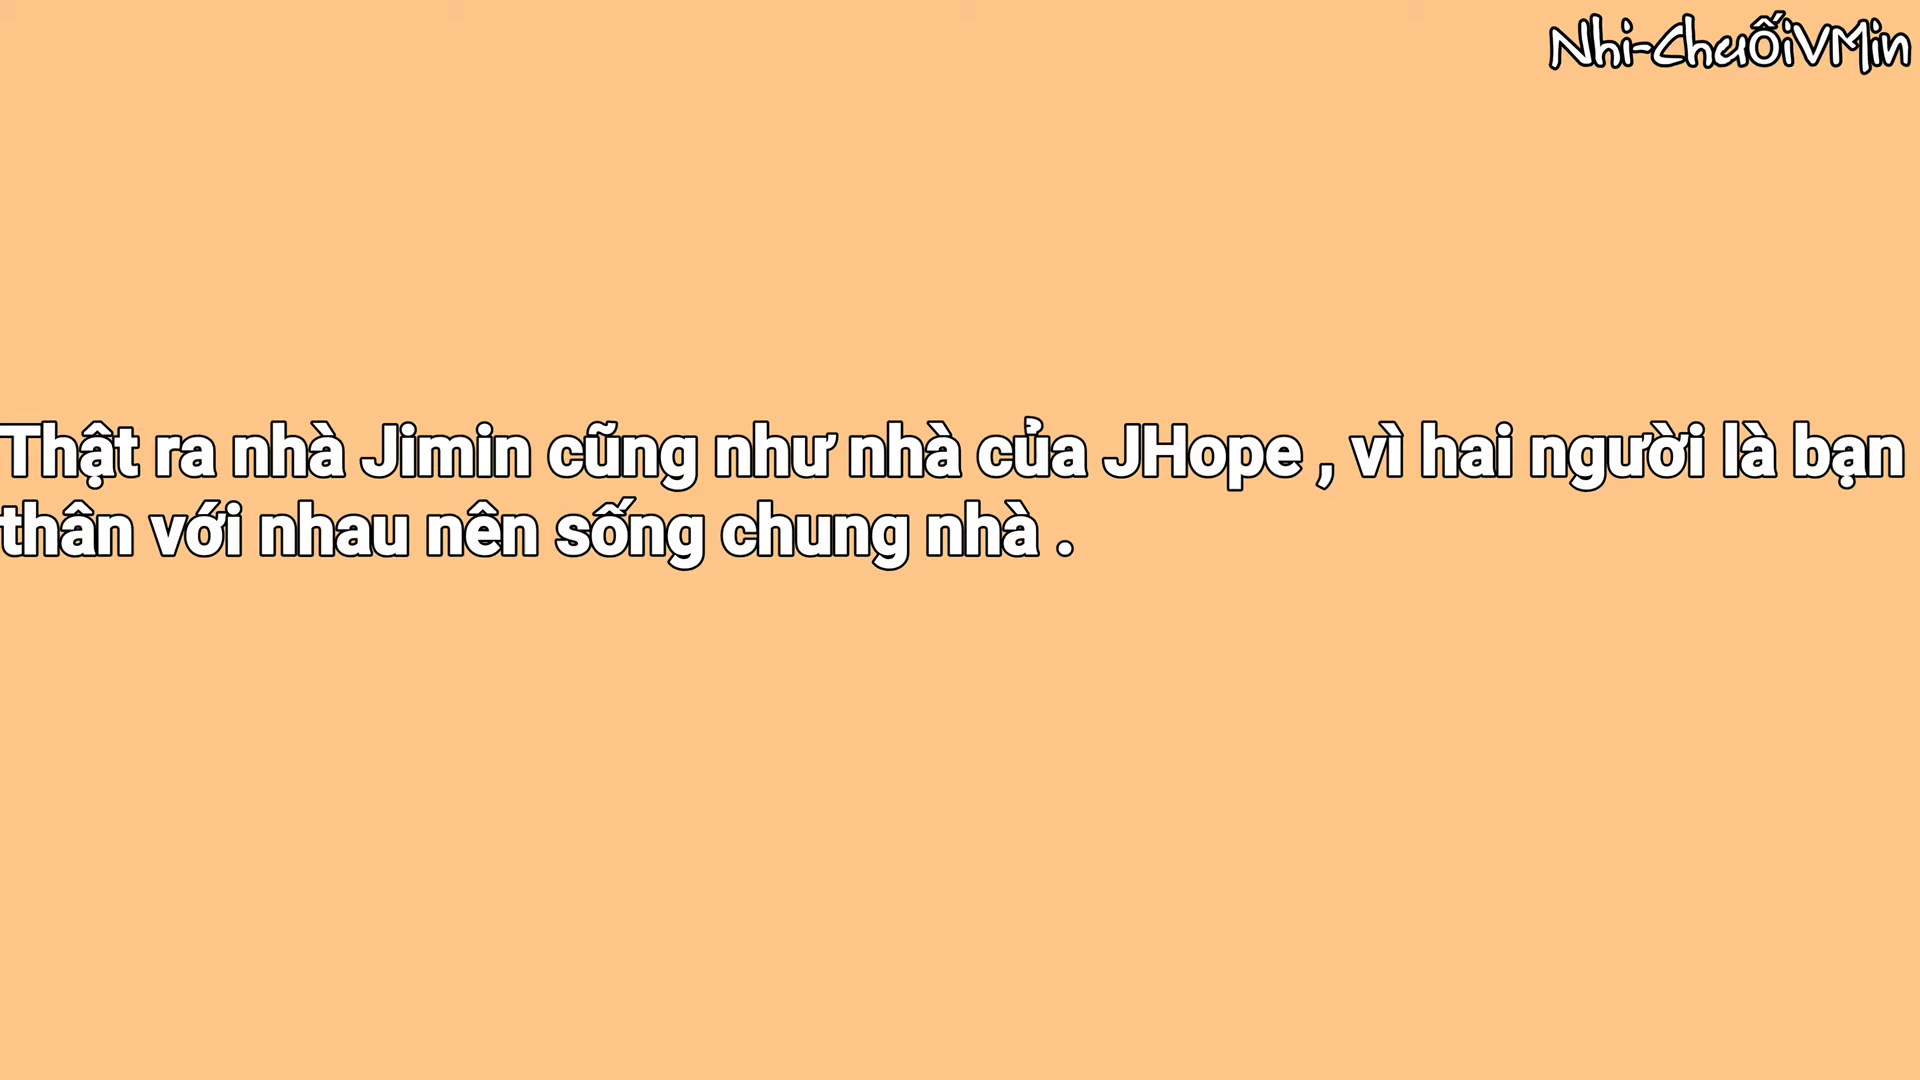 Nhi-ChuỐiVMin
Thật ra nhà Jimin cũng như nhà của JHope , vì hai người là bạn
thân với nhau nên sống chung nhà .